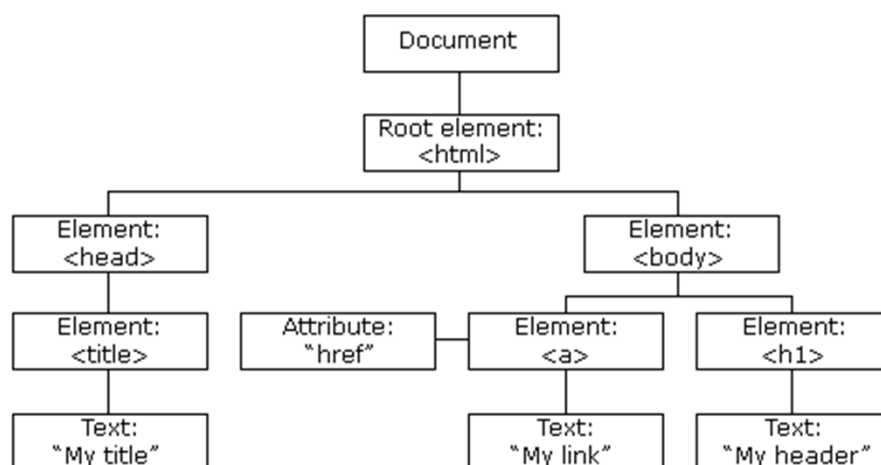 Document
Root element:
<html>
Element:
<head>
Element:
<body>
Element:
<title>
Attribute:
“href”
Element:
<a>
Element:
<h1>
Text:
“My title”
Text:
“My link”
Text:
“My header”